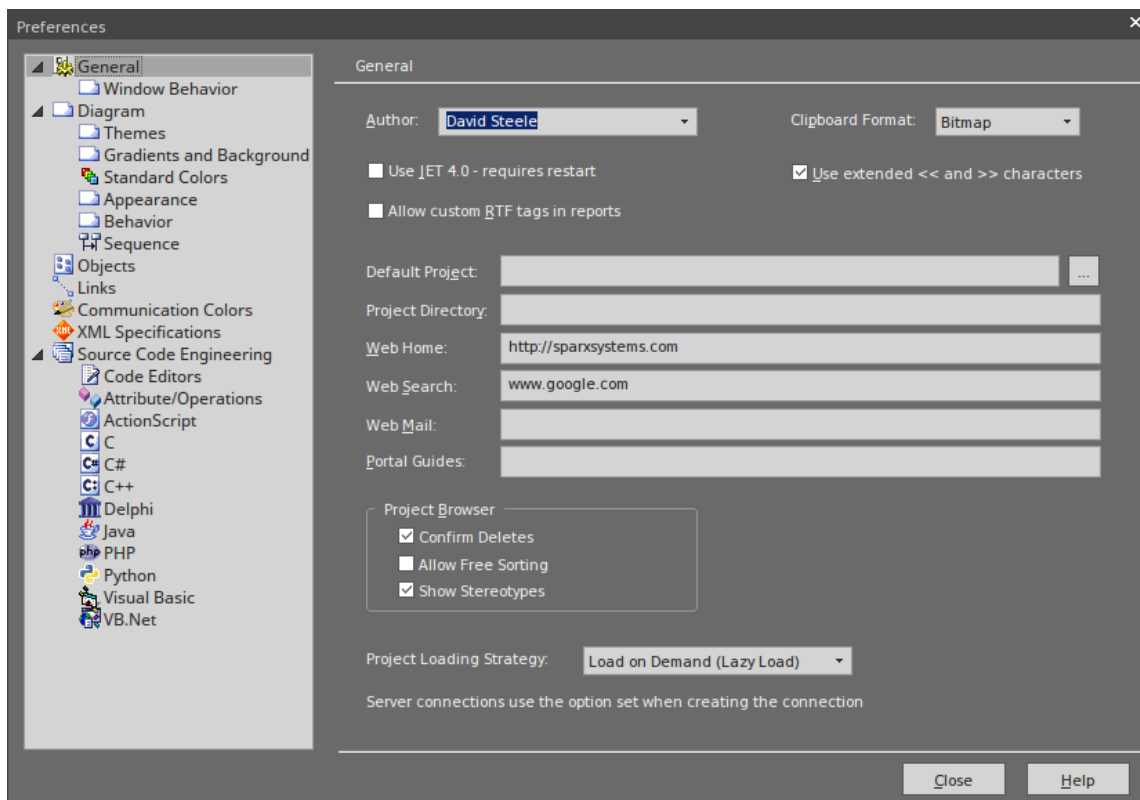 Preferences
General
Window Behavior
Diagram
Themes
Gradients and Background
Standard Colors
Appearance
Behavior
Sequence
Objects
Links
Communication Colors
XML Specifications
Source Code Engineering
Code Editors
Attribute/Operations
ActionScript
C
C#
C++
Delphi
Java
php PHP
Python
Visual Basic
VB.Net
General
Author: David Steele Clipboard Format: Bitmap
Use JET 4.0 - requires restart Use extended << and >> characters
Allow custom RTF tags in reports
Default Project: ...
Project Directory:
Web Home: http://sparxsystems.com
Web Search: www.google.com
Web Mail:
Portal Guides:
Project Browser
Confirm Deletes
Allow Free Sorting
Show Stereotypes
Project Loading Strategy: Load on Demand (Lazy Load)
Server connections use the option set when creating the connection
Close Help